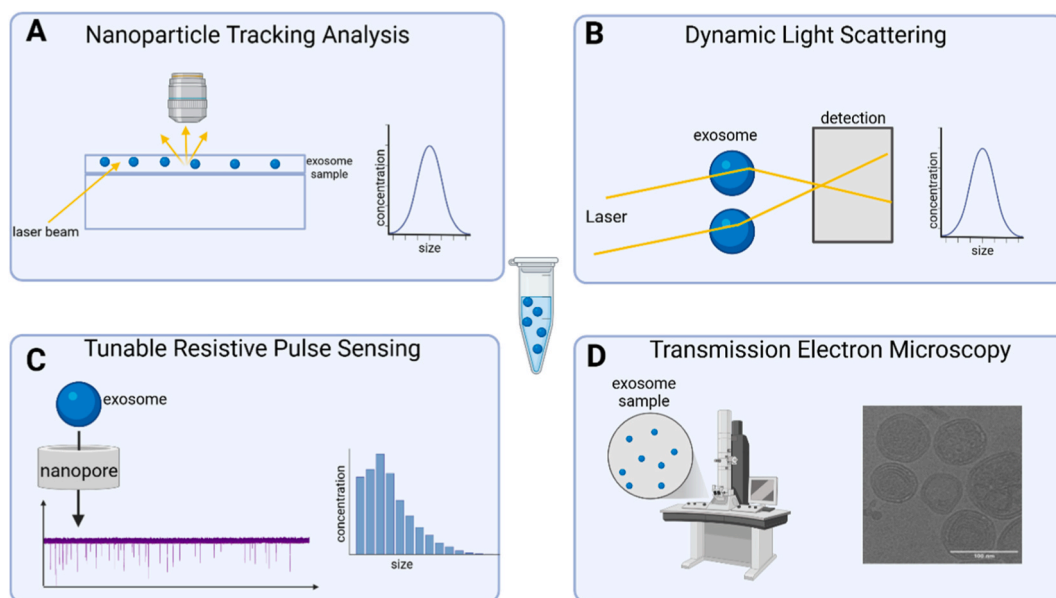 A
Nanoparticle Tracking Analysis
exosome
sample
laser beam
concentration
size
B
Dynamic Light Scattering
exosome
detection
Laser
concentration
size
C
Tunable Resistive Pulse Sensing
exosome
nanopore
concentration
size
D
Transmission Electron Microscopy
exosome
sample
100 nm